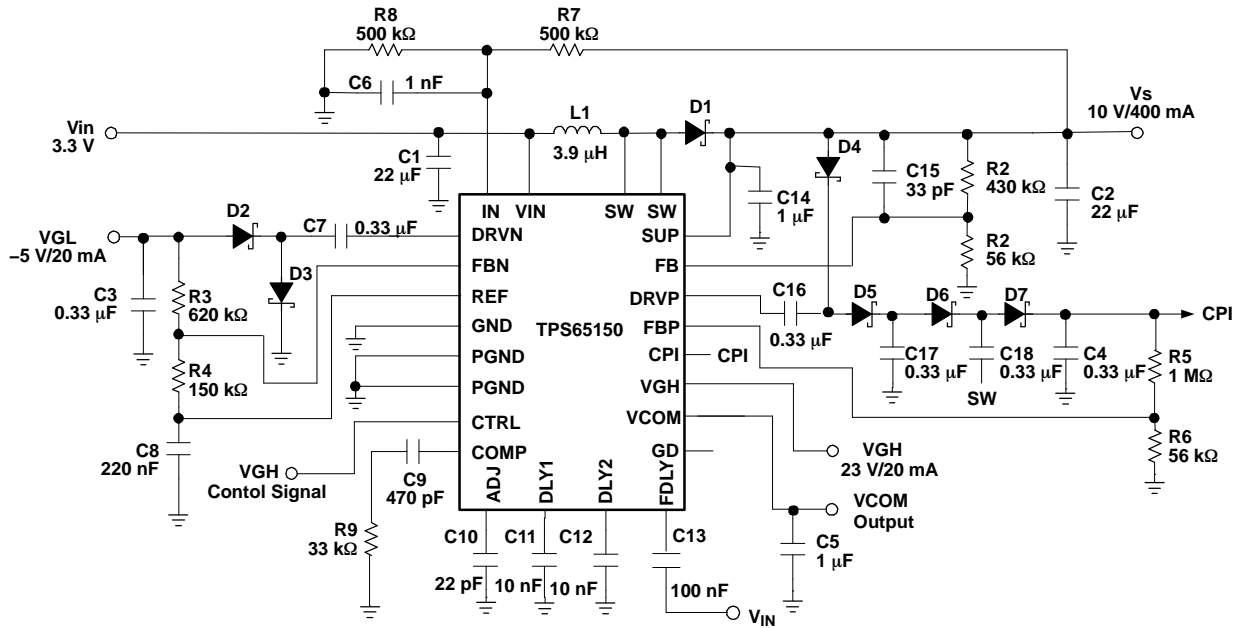 R8
500 kΩ
R7
500 kΩ
C6
1 nF
Vin
3.3 V
C1
22 μF
L1
3.9 μH
D1
Vs
10 V/400 mA
D4
C14
1 μF
C15
33 pF
R2
430 kΩ
C2
22 μF
R2
56 kΩ
IN
VIN
SW
SW
DRVN
FBN
REF
GND
PGND
PGND
CTRL
COMP
SUP
FB
DRVP
FBP
CPI
VGH
VCOM
GD
TPS65150
ADJ
DLY1
DLY2
FDLY
VGL
–5 V/20 mA
D2
C7
0.33 μF
D3
C3
0.33 μF
R3
620 kΩ
R4
150 kΩ
C8
220 nF
VGH
Contol Signal
C9
470 pF
R9
33 kΩ
C10
22 pF
C11
10 nF
C12
10 nF
C13
100 nF
VIN
C16
0.33 μF
D5
D6
D7
CPI
C17
0.33 μF
C18
0.33 μF
SW
C4
0.33 μF
R5
1 MΩ
R6
56 kΩ
CPI
VGH
23 V/20 mA
VCOM
Output
C5
1 μF